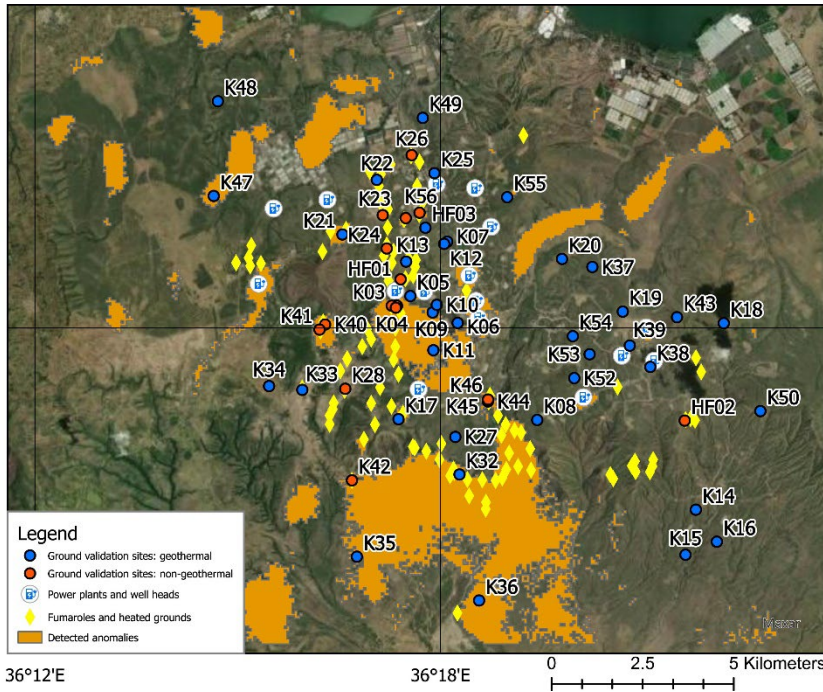 K48
K49
K26
K25
K22
K47
K56
K55
K23
HF03
K21
K24
K07
K13
K12
K20
K37
HF01
K05
K03
K10
K19
K43
K18
K41
K40
K04
K09
K06
K54
K39
K11
K53
K38
K34
K33
K28
K46
K52
K17
K45
K44
K08
HF02
K50
K27
K32
K42
K14
K15
K16
K35
K36
Legend
Ground validation sites: geothermal
Ground validation sites: non-geothermal
Power plants and well heads
Fumaroles and heated grounds
Detected anomalies
Maxar
36°12'E
36°18'E
0
2.5
5 Kilometers